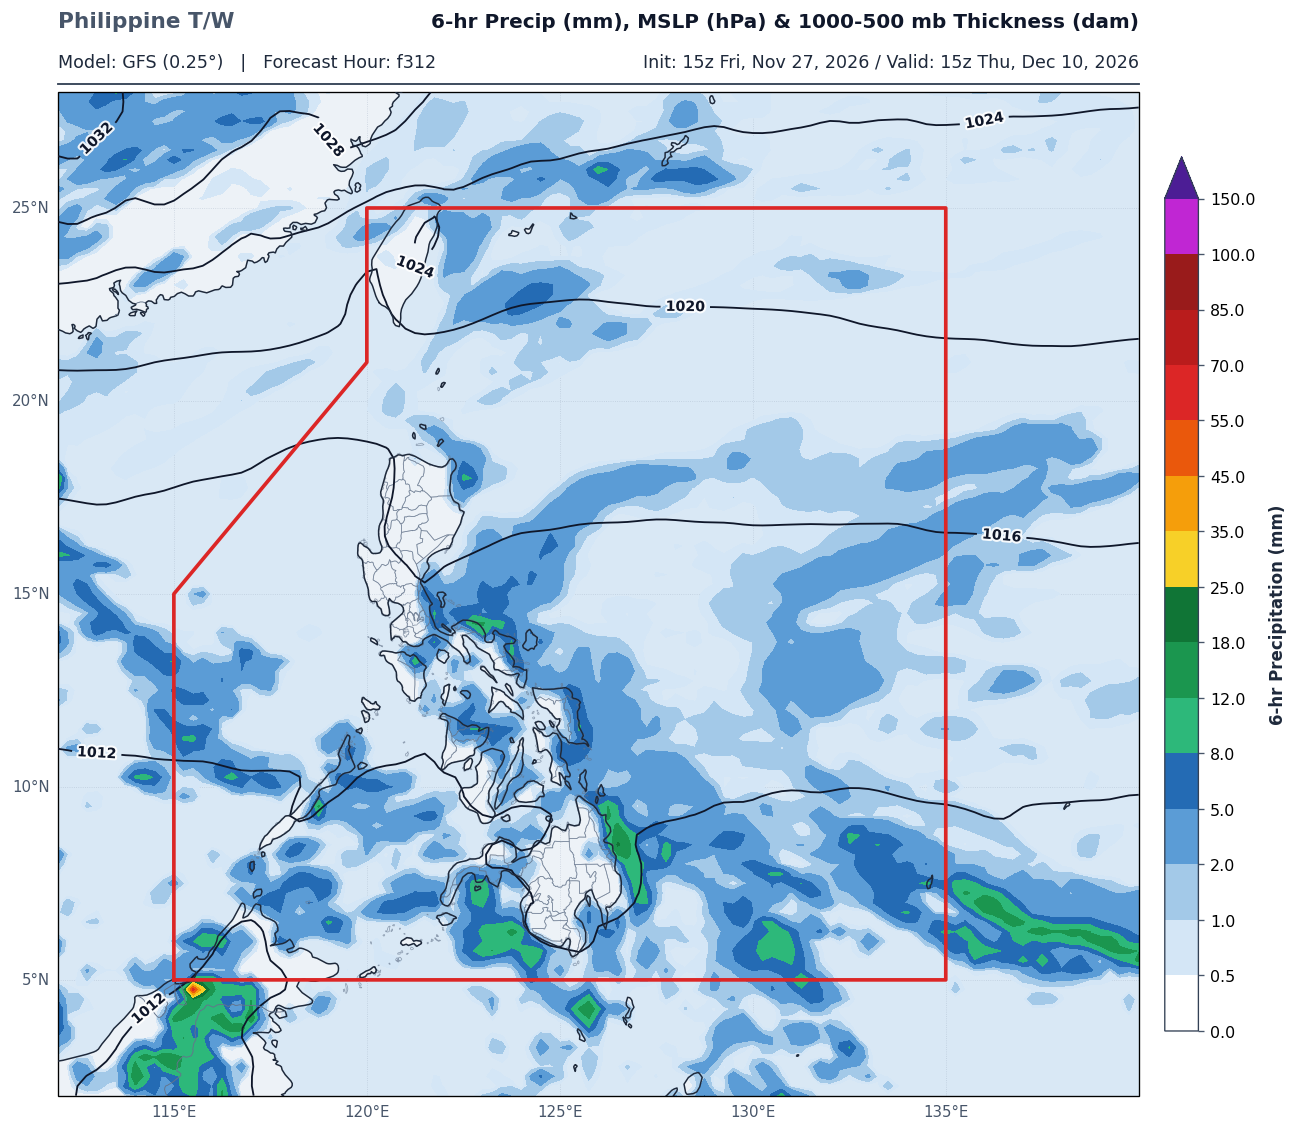 Philippine T/W
6-hr Precip (mm), MSLP (hPa) & 1000-500 mb Thickness (dam)
Model: GFS (0.25°) | Forecast Hour: f312
Init: 15z Fri, Nov 27, 2026 / Valid: 15z Thu, Dec 10, 2026
1032
1028
1024
1024
1020
1016
1012
1012
25°N
20°N
15°N
10°N
5°N
115°E
120°E
125°E
130°E
135°E
150.0
100.0
85.0
70.0
55.0
45.0
35.0
25.0
18.0
12.0
8.0
5.0
2.0
1.0
0.5
0.0
6-hr Precipitation (mm)